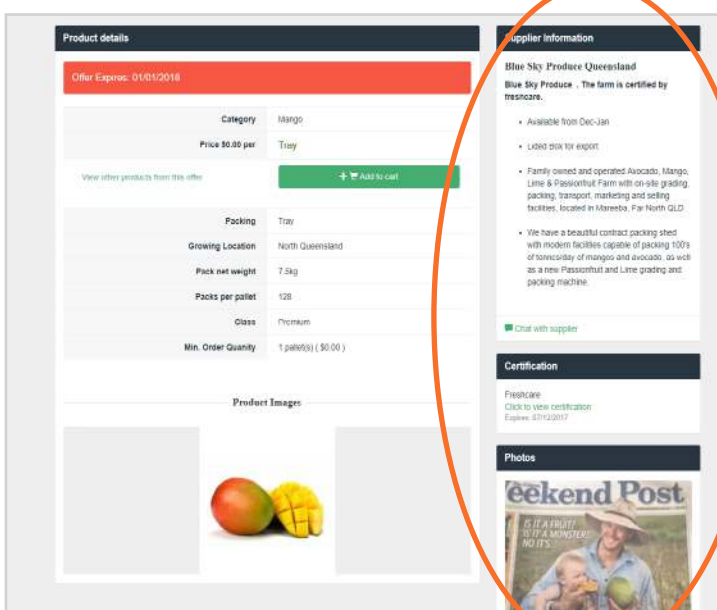 Product details
Offer Expires: 01/01/2018
Category Mango
Price $0.00 per Tray
View other products from this offer
Add to cart
Packing Tray
Growing Location North Queensland
Pack net weight 7.5kg
Packs per pallet 128
Class Premium
Min. Order Quanity 1 pallet(s) ( $0.00 )
Product Images
Supplier Information
Blue Sky Produce Queensland
Blue Sky Produce . The farm is certified by
freshcare.
Available from Dec-Jan
Lided Box for export
Family owned and operated Avocado, Mango,
Lime & Passionfruit Farm with on-site grading,
packing, transport, marketing and selling
facilities, located in Mareeba, Far North QLD
We have a beautiful contract packing shed
with modern facilities capable of packing 100's
of tonnes/day of mangos and avocado, as well
as a new Passionfruit and Lime grading and
packing machine.
Chat with supplier
Certification
Freshcare
Click to view certification
Expires: 07/12/2017
Photos
eekend Post
IS IT A FRUIT?
IS IT A MONSTER?
NO IT'S